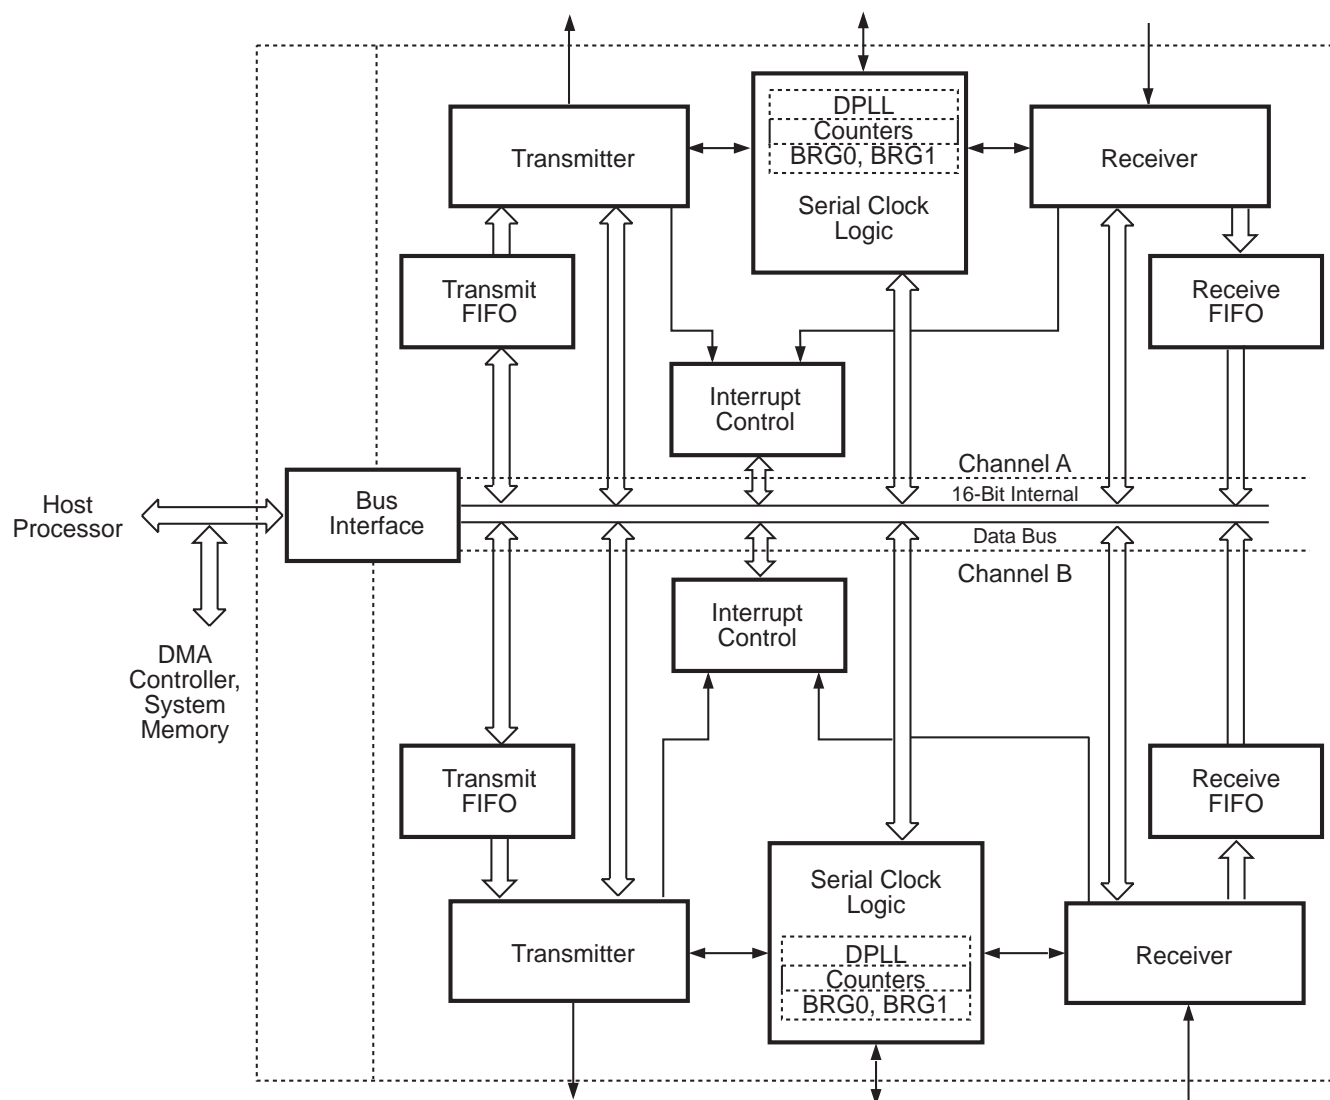 DPLL
Counters
BRG0, BRG1
Serial Clock
Logic
Transmitter
Receiver
Transmit
FIFO
Receive
FIFO
Interrupt
Control
Channel A
16-Bit Internal
Host
Processor
Bus
Interface
Data Bus
Channel B
Interrupt
Control
DMA
Controller,
System
Memory
Transmit
FIFO
Receive
FIFO
Serial Clock
Logic
Transmitter
DPLL
Counters
BRG0, BRG1
Receiver